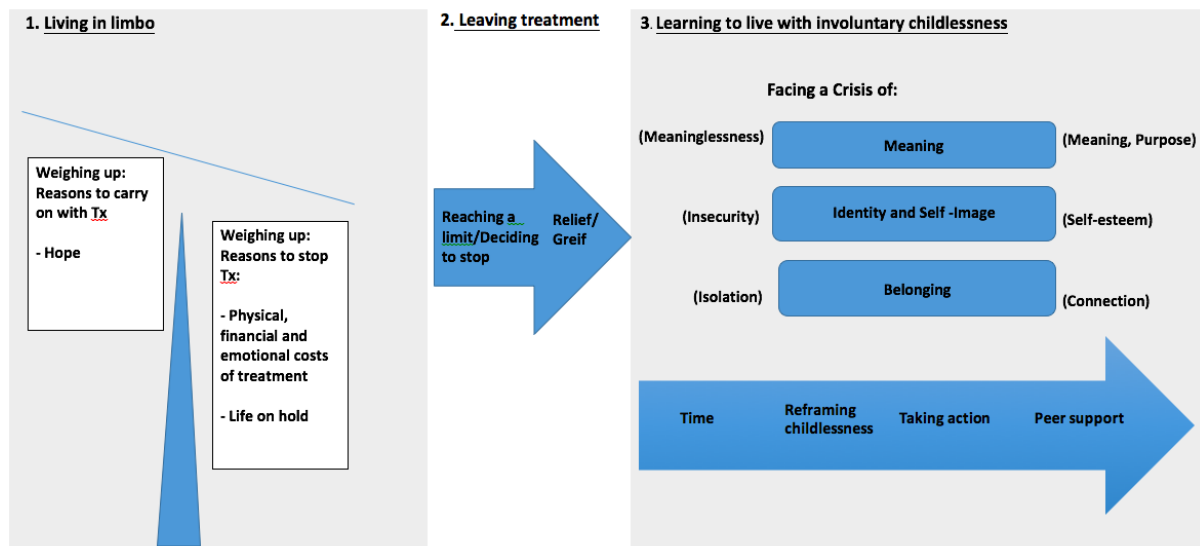 1. Living in limbo
Weighing up:
Reasons to carry
on with Tx
- Hope
Weighing up:
Reasons to stop
Tx:
- Physical,
financial and
emotional costs
of treatment
- Life on hold
2. Leaving treatment
Reaching a
limit/Deciding
to stop
Relief/
Greif
3. Learning to live with involuntary childlessness
Facing a Crisis of:
(Meaninglessness)
Meaning
(Meaning, Purpose)
(Insecurity)
Identity and Self -Image
(Self-esteem)
(Isolation)
Belonging
(Connection)
Time
Reframing
childlessness
Taking action
Peer support